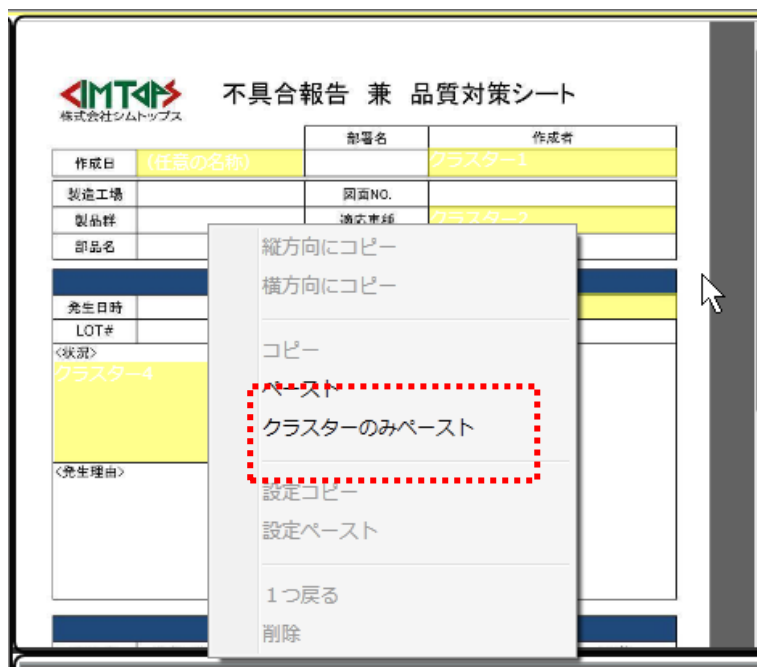 CIMTOPS
株式会社シムトップス
不具合報告 兼 品質対策シート
部署名 作成者
作成日 (任意の名称) クラスター1
製造工場 図面NO.
製品群 適応車種 クラスター2
部品名
発生日時
LOT#
<状況>
クラスター4
<発生理由>
縦方向にコピー
横方向にコピー
コピー
ペースト
クラスターのみペースト
設定コピー
設定ペースト
1つ戻る
削除